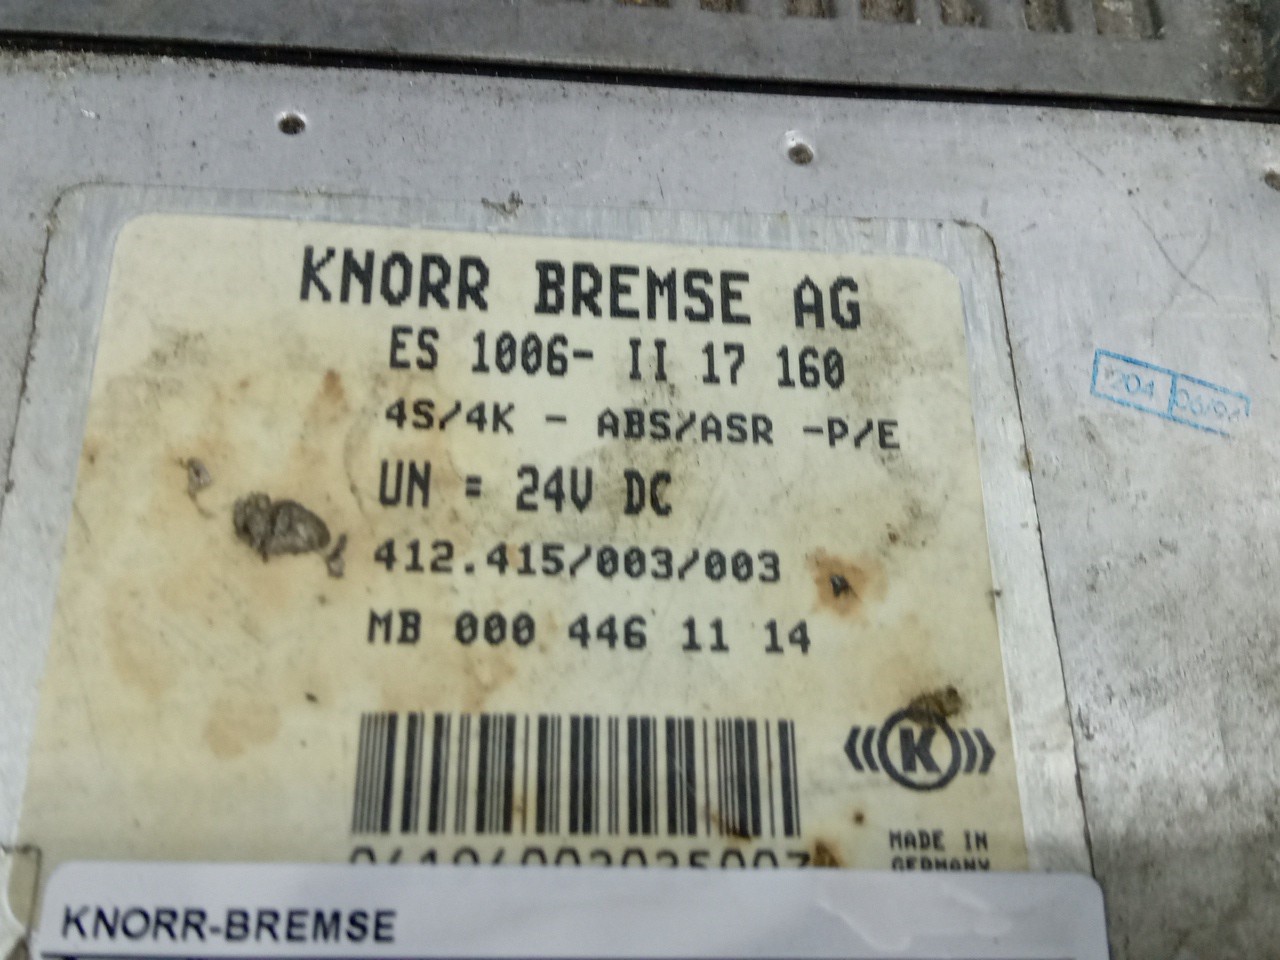 KNORR BREMSE AG
ES 1006- II 17 160
4S/4K - ABS/ASR -P/E
UN = 24V DC
412.415/003/003
MB 000 446 11 14
K
MADE IN
GERMANY
KNORR-BREMSE